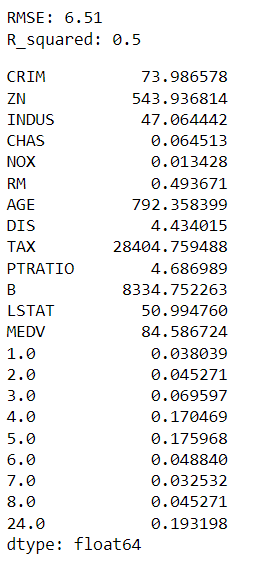 RMSE: 6.51
R_squared: 0.5
CRIM 73.986578
ZN 543.936814
INDUS 47.064442
CHAS 0.064513
NOX 0.013428
RM 0.493671
AGE 792.358399
DIS 4.434015
TAX 28404.759488
PTRATIO 4.686989
B 8334.752263
LSTAT 50.994760
MEDV 84.586724
1.0 0.038039
2.0 0.045271
3.0 0.069597
4.0 0.170469
5.0 0.175968
6.0 0.048840
7.0 0.032532
8.0 0.045271
24.0 0.193198
dtype: float64